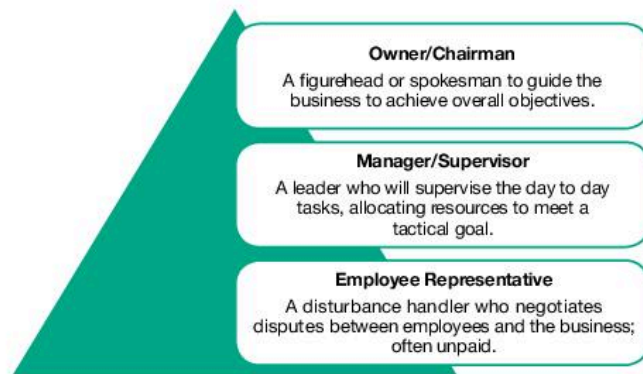 Owner/Chairman
A figurehead or spokesman to guide the
business to achieve overall objectives.
Manager/Supervisor
A leader who will supervise the day to day
tasks, allocating resources to meet a
tactical goal.
Employee Representative
A disturbance handler who negotiates
disputes between employees and the business;
often unpaid.